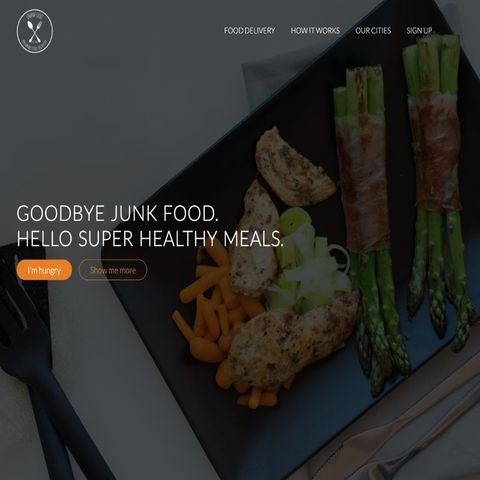 FOOD DELIVERY
HOW IT WORKS
OUR CITIES
SIGN UP
GOODBYE JUNK FOOD.
HELLO SUPER HEALTHY MEALS.
I'm hungry
Show me more